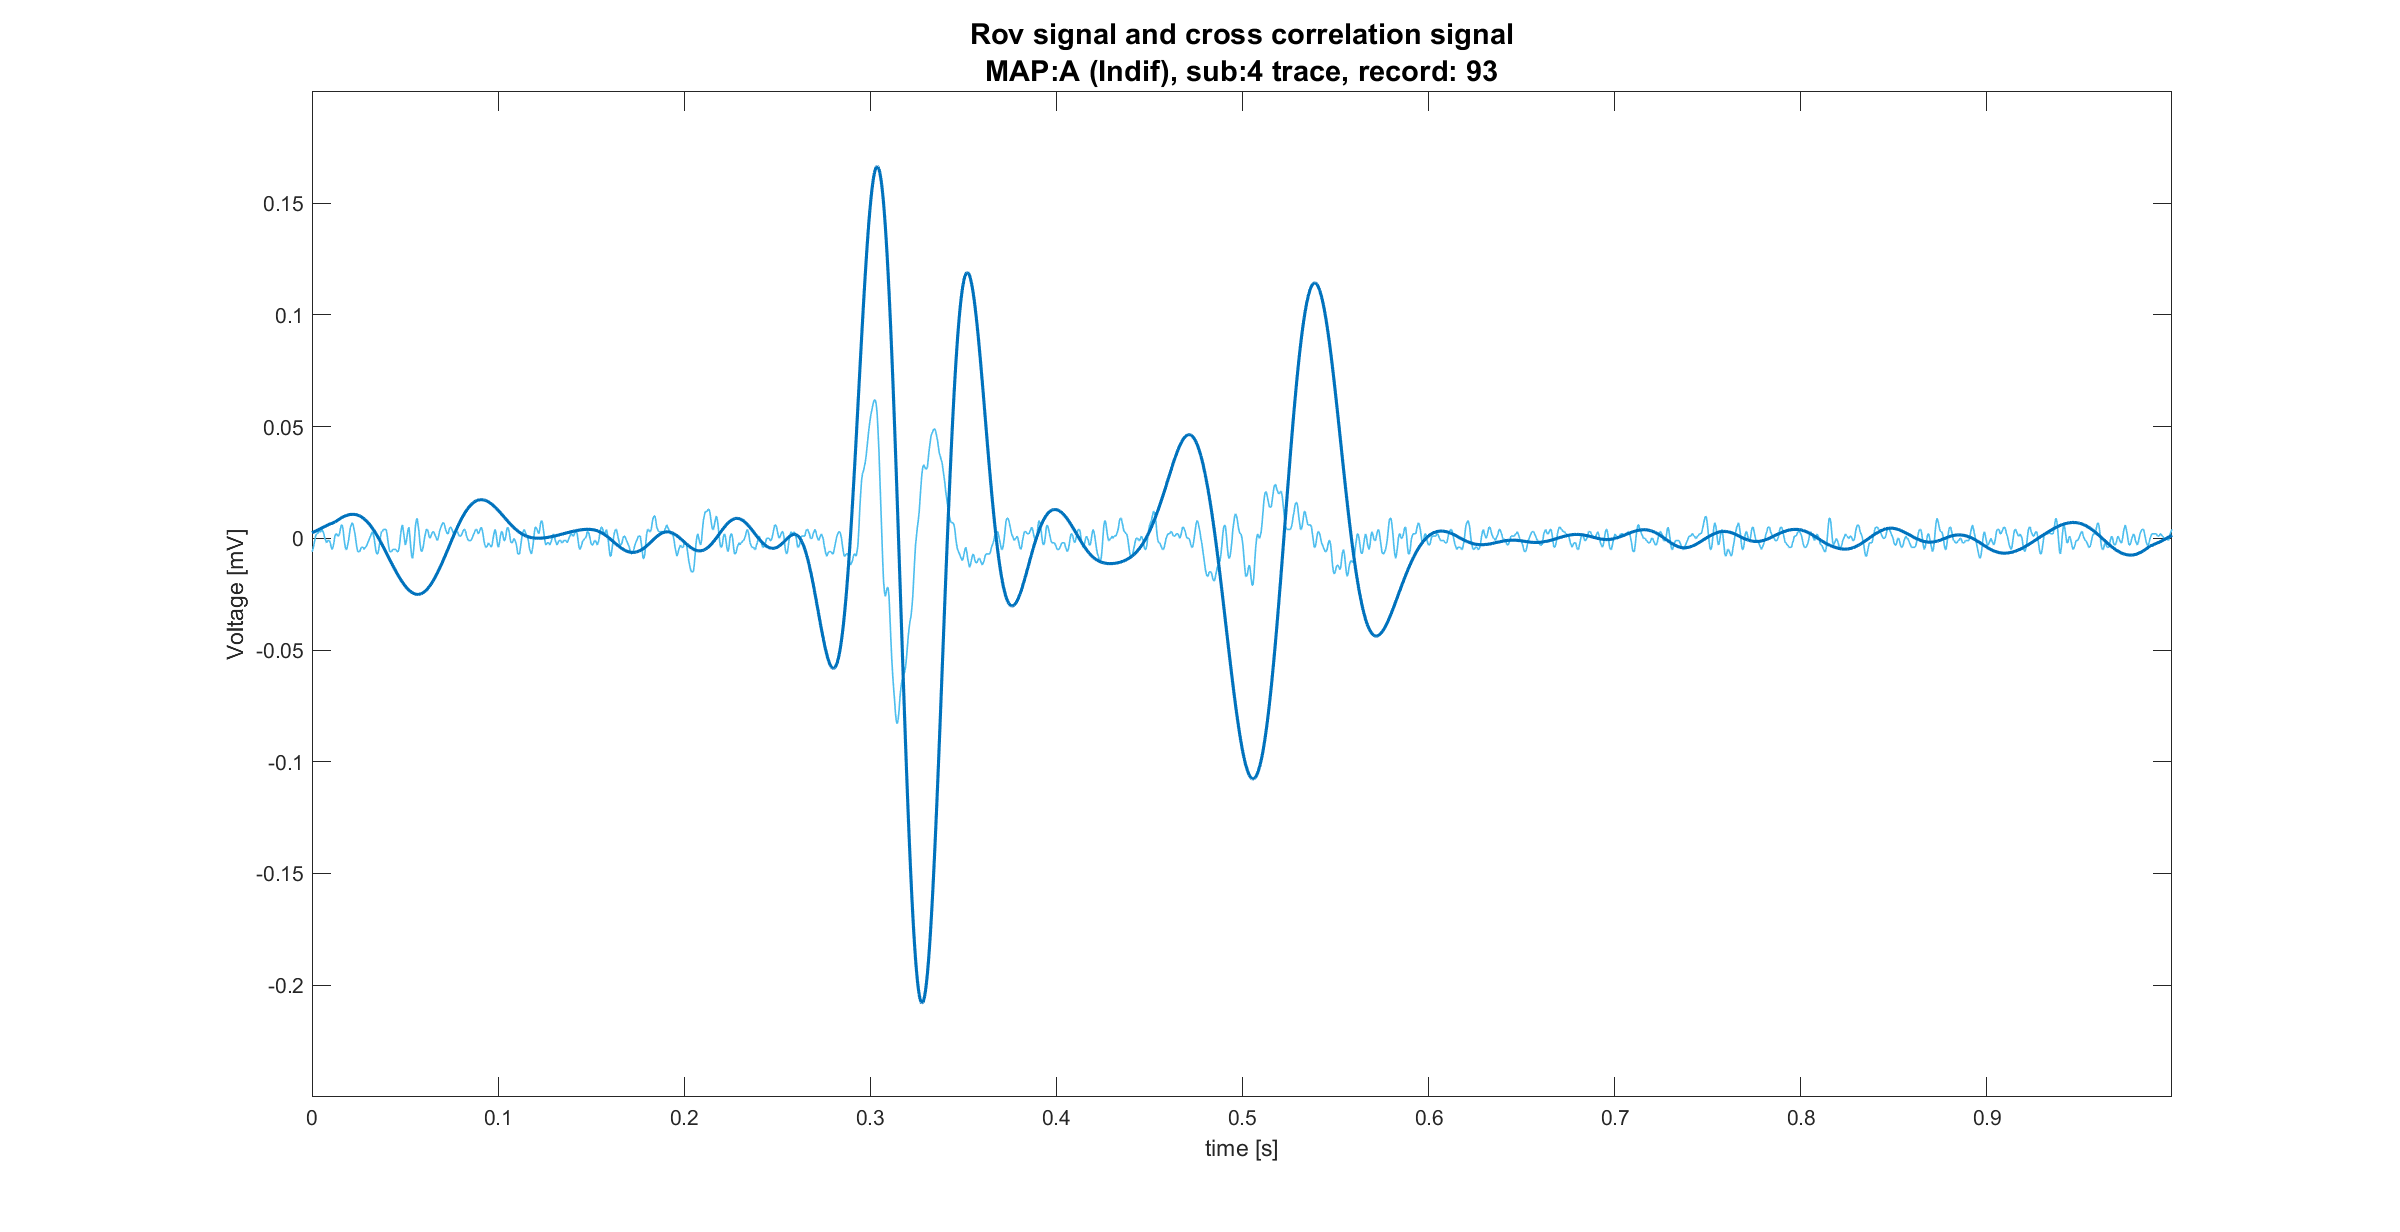 Rov signal and cross correlation signal
MAP:A (Indif), sub:4 trace, record: 93
Voltage [mV]
0.15
0.1
0.05
0
-0.05
-0.1
-0.15
-0.2
0 0.1 0.2 0.3 0.4 0.5 0.6 0.7 0.8 0.9
time [s]